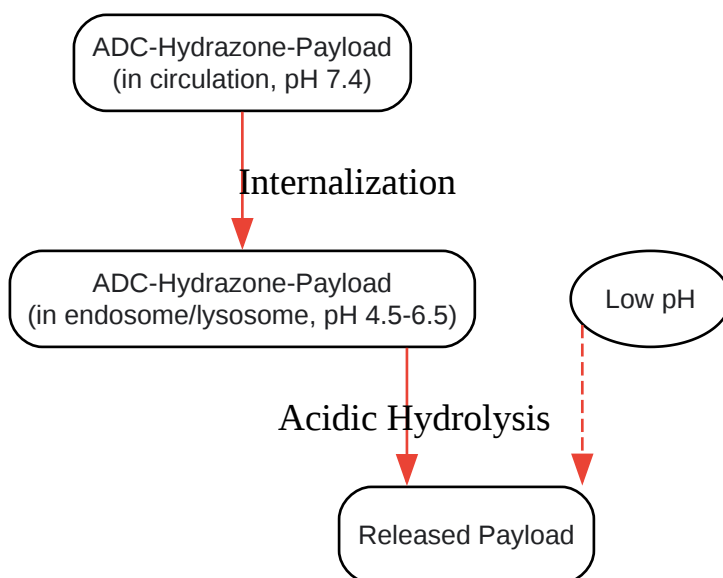 ADC-Hydrazone-Payload
(in circulation, pH 7.4)
Internalization
ADC-Hydrazone-Payload
(in endosome/lysosome, pH 4.5-6.5)
Low pH
Acidic Hydrolysis
Released Payload